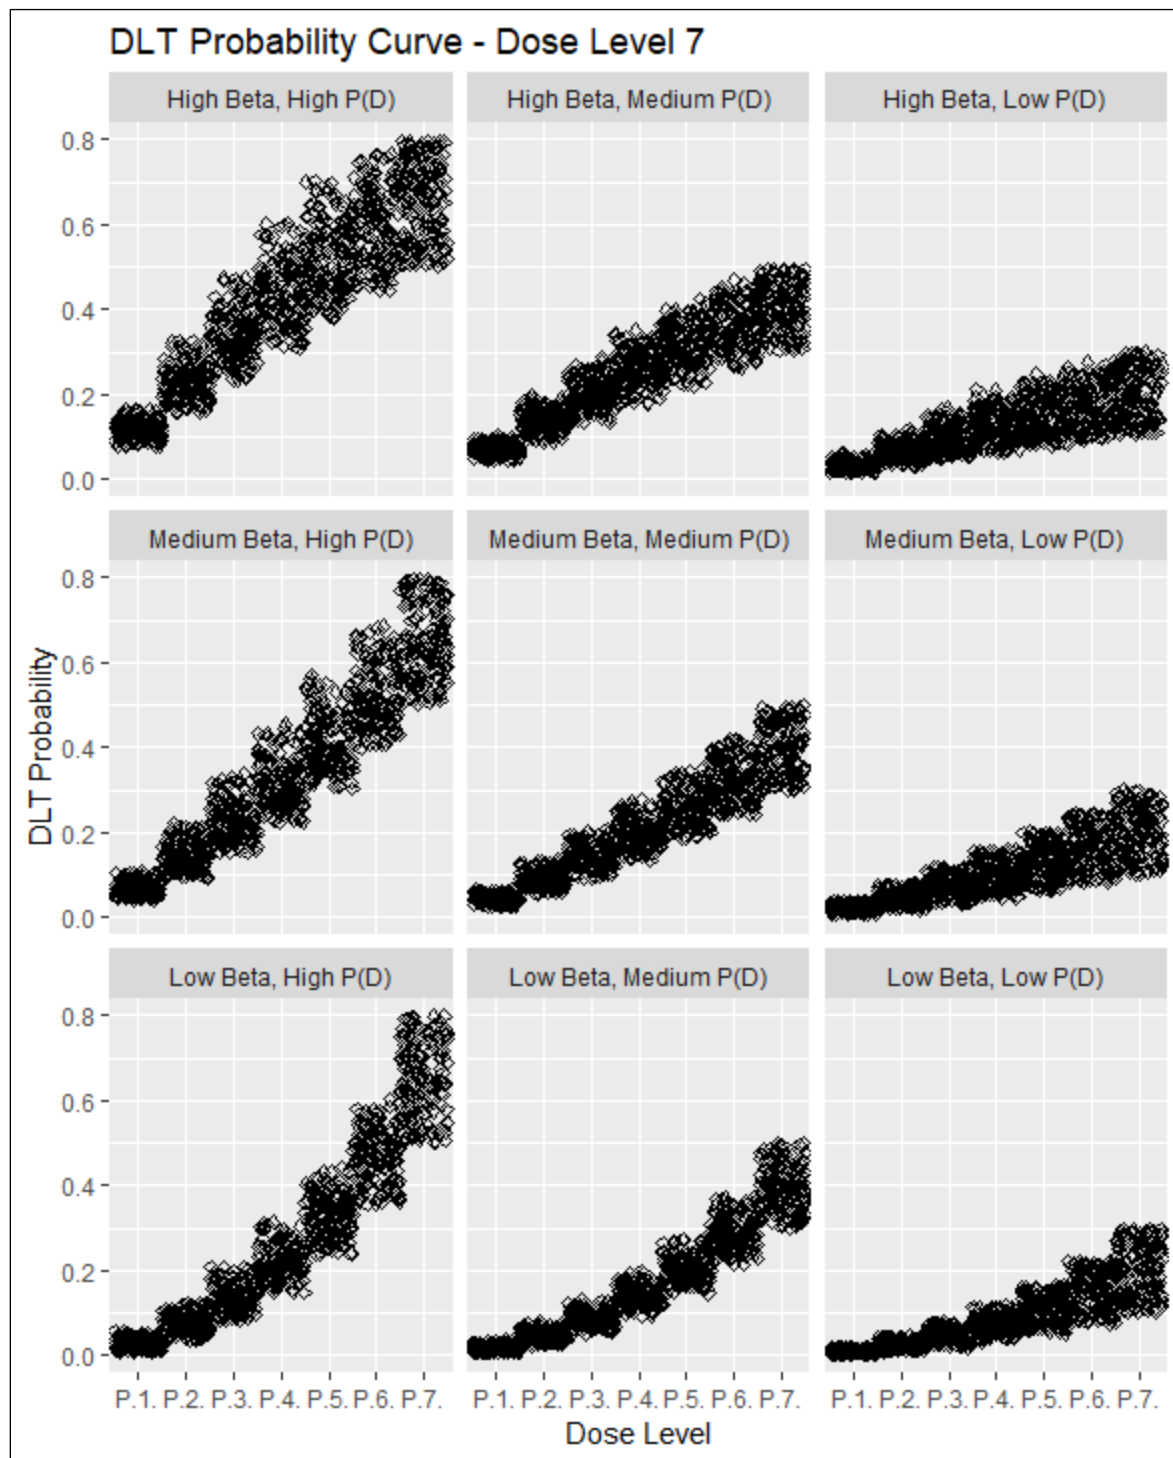 DLT Probability Curve - Dose Level 7
High Beta, High P(D)
High Beta, Medium P(D)
High Beta, Low P(D)
0.8
0.6
0.4
0.2
0.0
Medium Beta, High P(D)
Medium Beta, Medium P(D)
Medium Beta, Low P(D)
0.8
0.6
0.4
0.2
0.0
DLT Probability
Low Beta, High P(D)
Low Beta, Medium P(D)
Low Beta, Low P(D)
0.8
0.6
0.4
0.2
0.0
P.1. P.2. P.3. P.4. P.5. P.6. P.7. P.1. P.2. P.3. P.4. P.5. P.6. P.7. P.1. P.2. P.3. P.4. P.5. P.6. P.7.
Dose Level